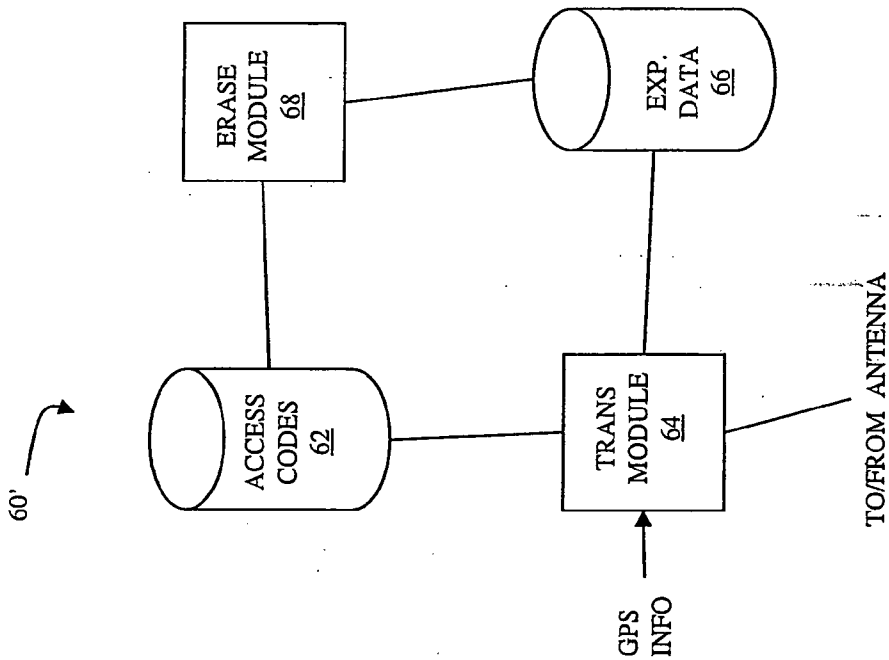 60'
ACCESS
CODES
62
ERASE
MODULE
68
GPS
INFO
TRANS
MODULE
64
EXP.
DATA
66
TO/FROM ANTENNA